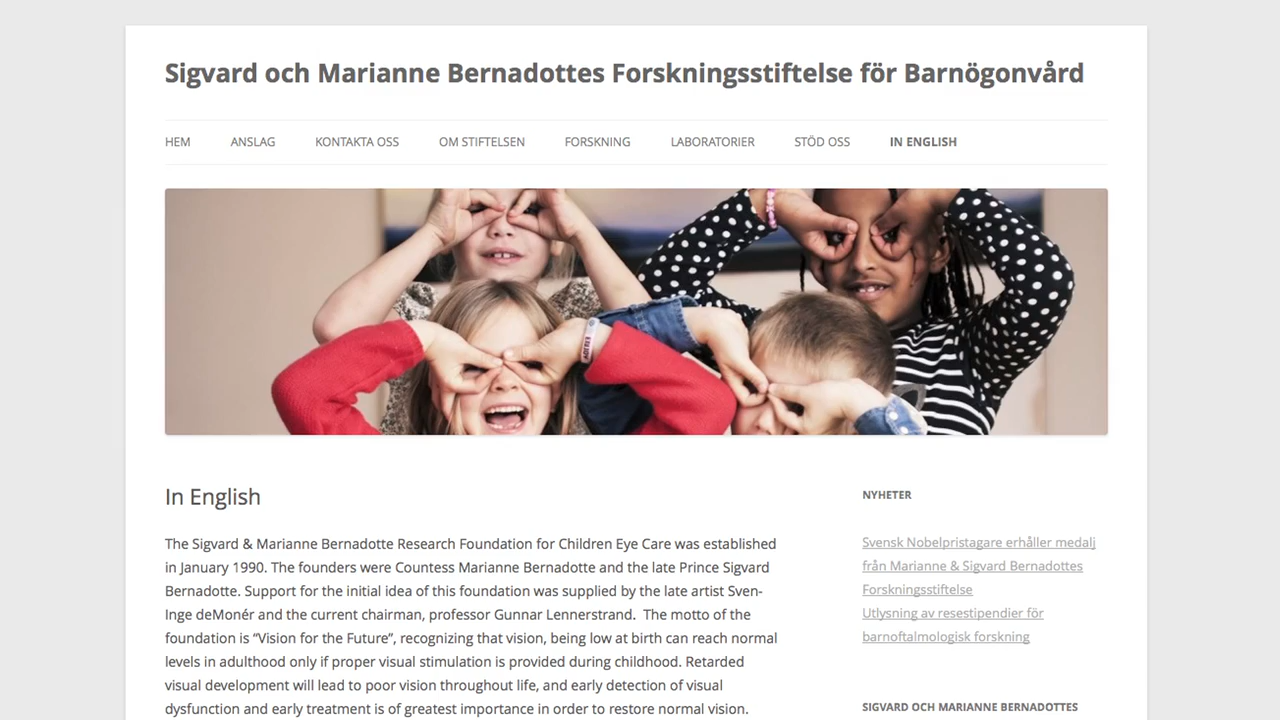 Sigvard och Marianne Bernadottes Forskningsstiftelse för Barnögonvård
HEM ANSLAG KONTAKTA OSS OM STIFTELSEN FORSKNING LABORATORIER STÖD OSS IN ENGLISH
In English
The Sigvard & Marianne Bernadotte Research Foundation for Children Eye Care was established
in January 1990. The founders were Countess Marianne Bernadotte and the late Prince Sigvard
Bernadotte. Support for the initial idea of this foundation was supplied by the late artist Sven-
Inge deMonér and the current chairman, professor Gunnar Lennerstrand.  The motto of the
foundation is “Vision for the Future”, recognizing that vision, being low at birth can reach normal
levels in adulthood only if proper visual stimulation is provided during childhood. Retarded
visual development will lead to poor vision throughout life, and early detection of visual
dysfunction and early treatment is of greatest importance in order to restore normal vision.
NYHETER
Svensk Nobelpristagare erhåller medalj
från Marianne & Sigvard Bernadottes
Forskningsstiftelse
Utlysning av resestipendier för
barnoftalmologisk forskning
SIGVARD OCH MARIANNE BERNADOTTES